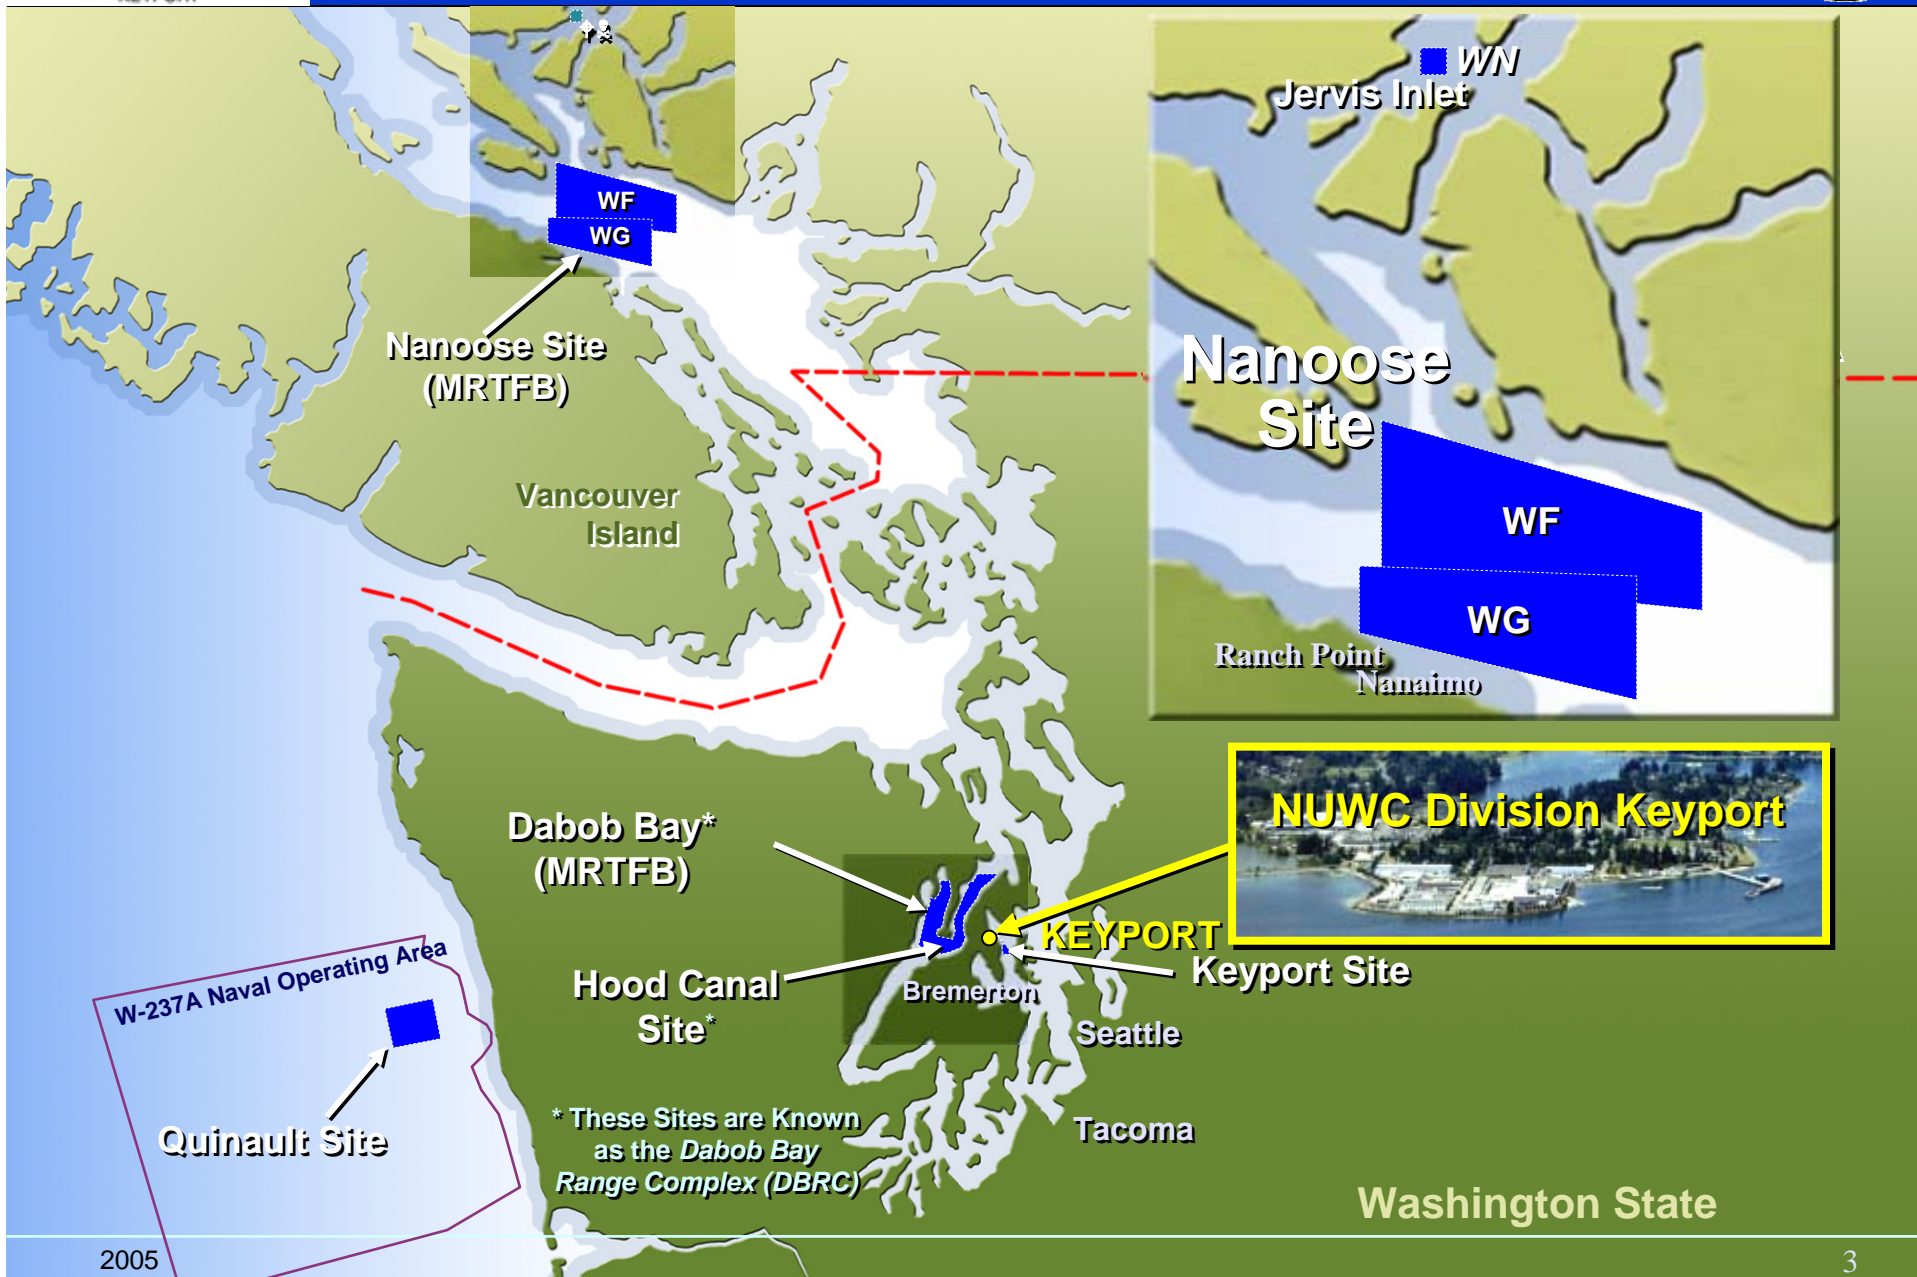 WN
Jervis Inlet
WF
WG
Nanoose Site
(MRTFB)
Nanoose
Site
WF
WG
Ranch Point
Nanaimo
Vancouver
Island
NUWC Division Keyport
Dabob Bay*
(MRTFB)
KEYPORT
Keyport Site
Hood Canal
Site*
Bremerton
Seattle
W-237A Naval Operating Area
Quinault Site
* These Sites are Known
as the Dabob Bay
Range Complex (DBRC)
Tacoma
Washington State
2005
3